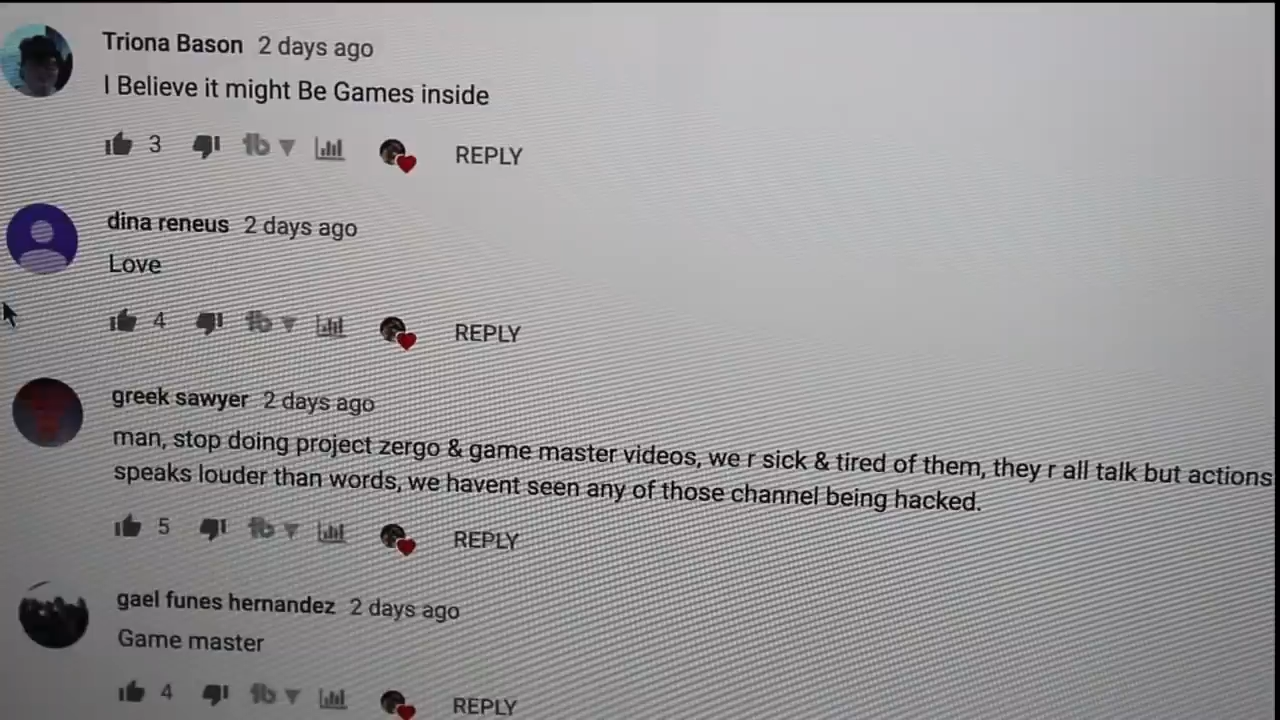 Triona Bason 2 days ago
I Believe it might Be Games inside
3 REPLY
dina reneus 2 days ago
Love
4 REPLY
greek sawyer 2 days ago
man, stop doing project zergo & game master videos, we r sick & tired of them, they r all talk but actions
speaks louder than words, we havent seen any of those channel being hacked.
5 REPLY
gael funes hernandez 2 days ago
Game master
4 REPLY